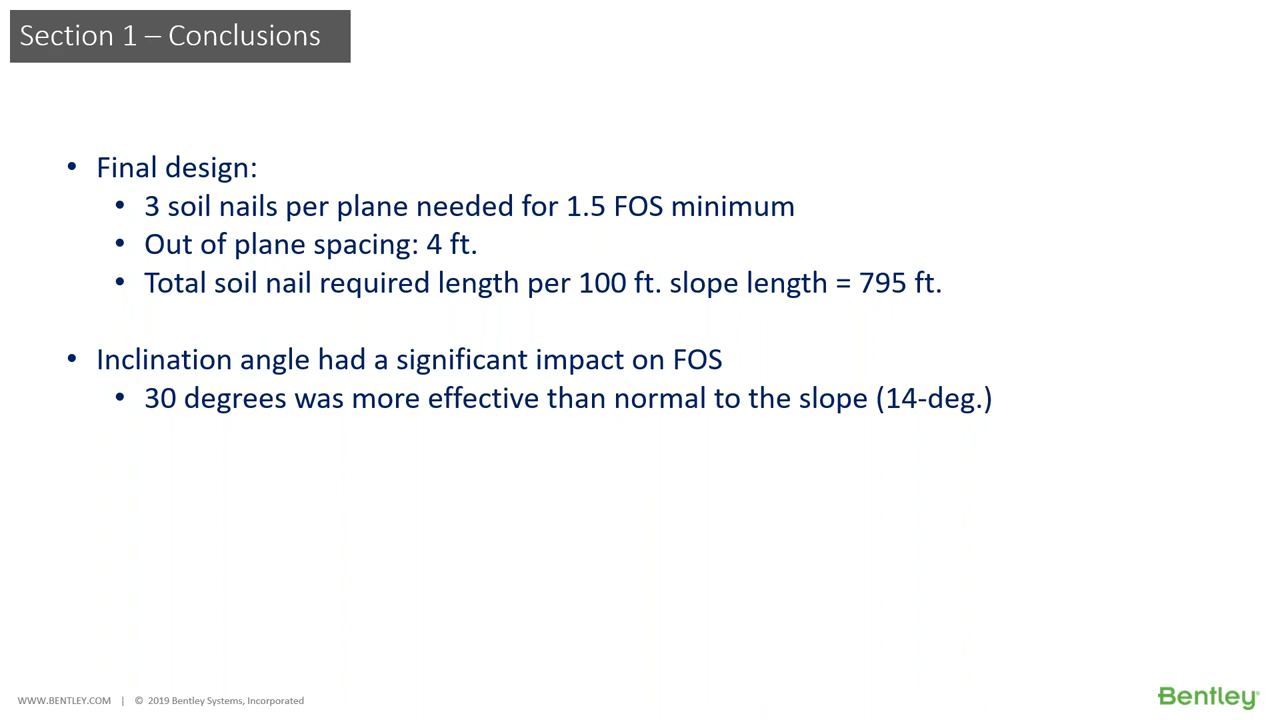 Section 1 – Conclusions
• Final design:
• 3 soil nails per plane needed for 1.5 FOS minimum
• Out of plane spacing: 4 ft.
• Total soil nail required length per 100 ft. slope length = 795 ft.
• Inclination angle had a significant impact on FOS
• 30 degrees was more effective than normal to the slope (14-deg.)
WWW.BENTLEY.COM | © 2019 Bentley Systems, Incorporated
Bentley